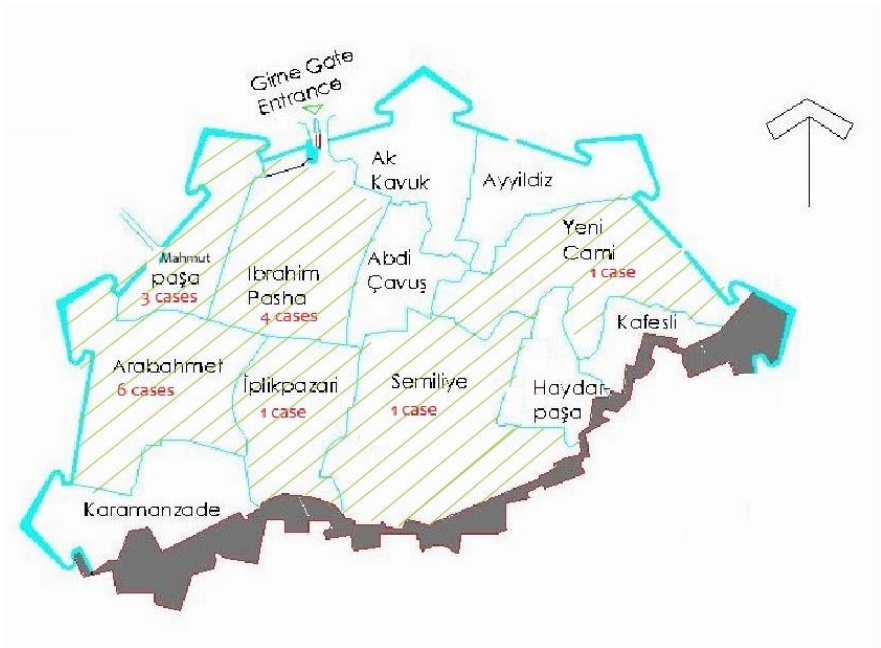 Girne Gate
Entrance
Ak
Kavuk
Ayyildiz
Yeni
Cami
1 case
Mahmut
paşa
3 cases
Ibrahim
Pasha
4 cases
Abdi
Çavuş
Kafesli
Arabahmet
6 cases
İplikpazari
1 case
Semiliye
1 case
Haydar-
paşa
Karamanzade